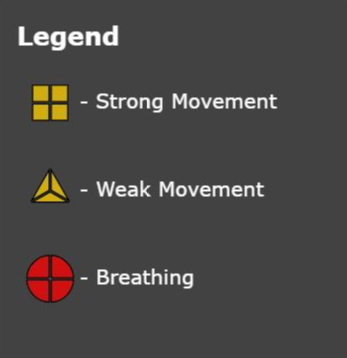 Legend
- Strong Movement
- Weak Movement
- Breathing